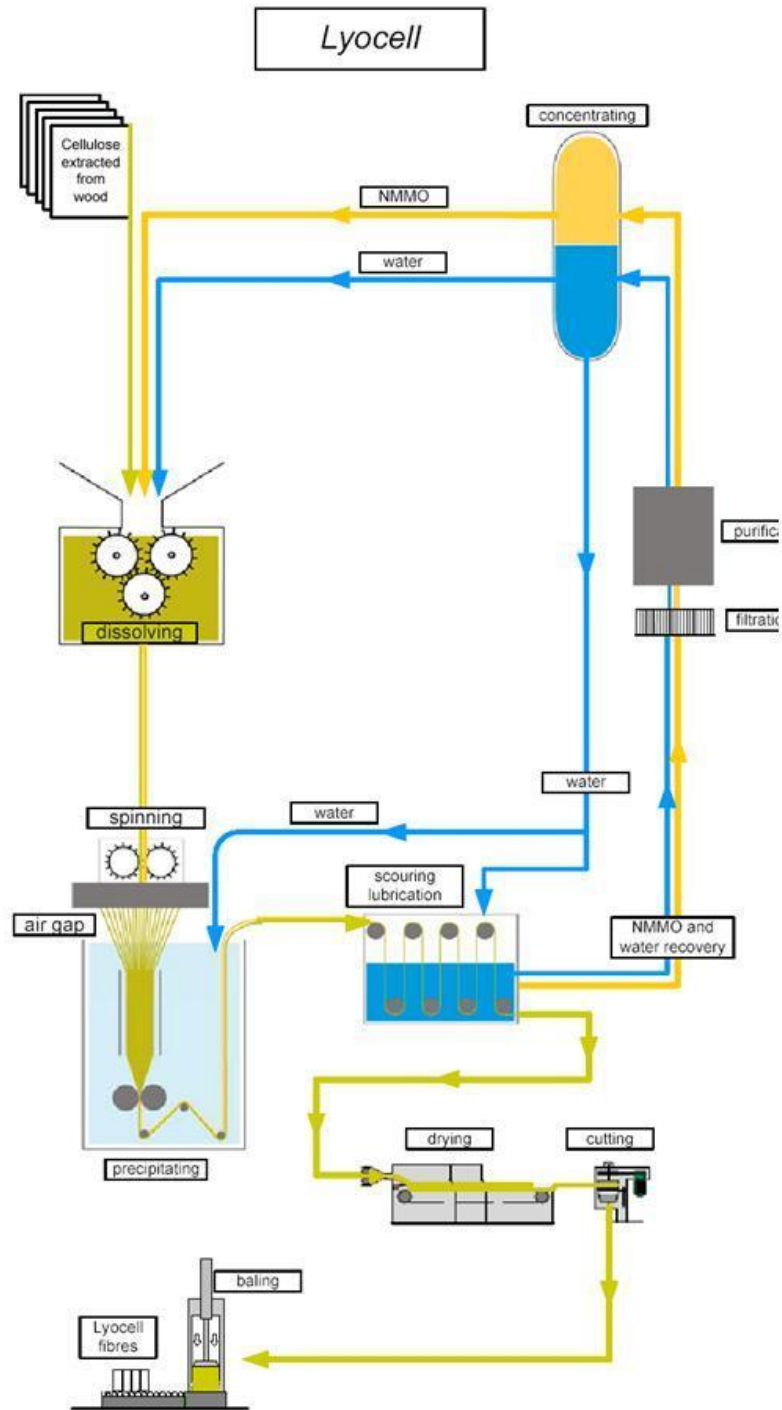 Lyocell
concentrating
Cellulose
extracted
from
wood
NMMO
water
purifica
filtratio
dissolving
water
spinning
water
scouring
lubrication
air gap
NMMO and
water recovery
precipitating
drying
cutting
baling
Lyocell
fibres